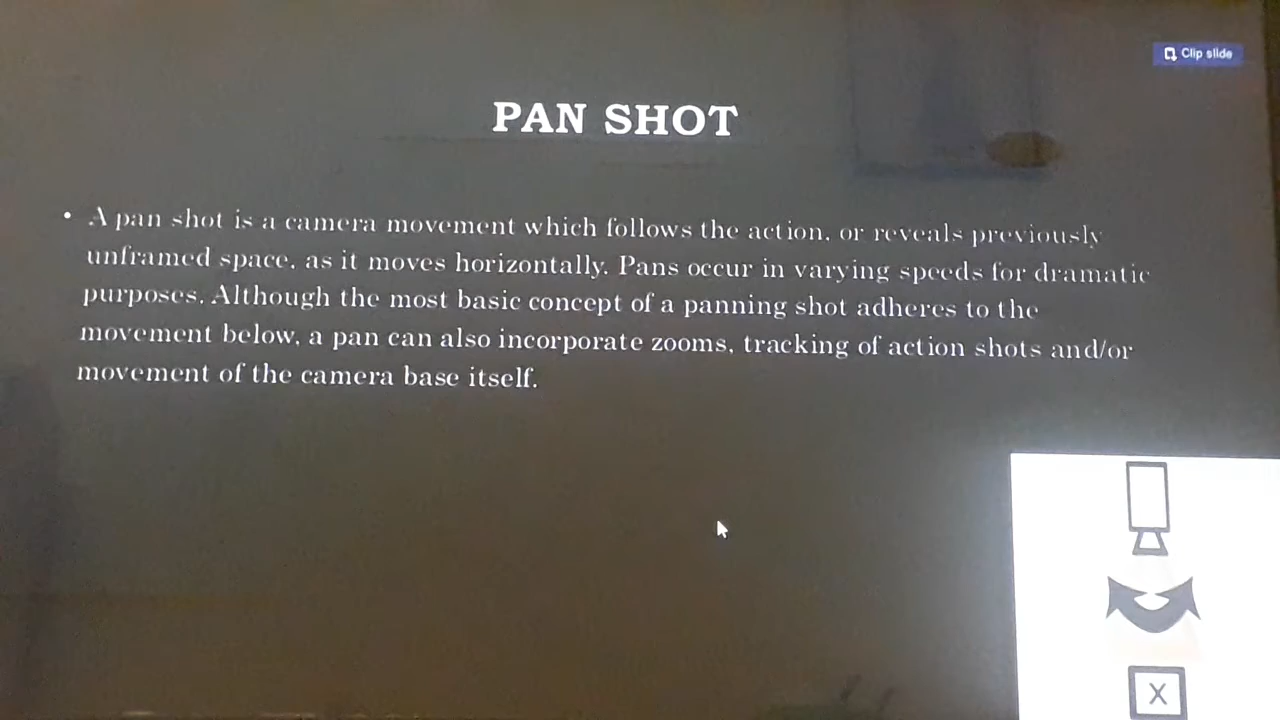 Clip slide
PAN SHOT
• A pan shot is a camera movement which follows the action, or reveals previously
unframed space, as it moves horizontally. Pans occur in varying speeds for dramatic
purposes. Although the most basic concept of a panning shot adheres to the
movement below, a pan can also incorporate zooms, tracking of action shots and/or
movement of the camera base itself.
X